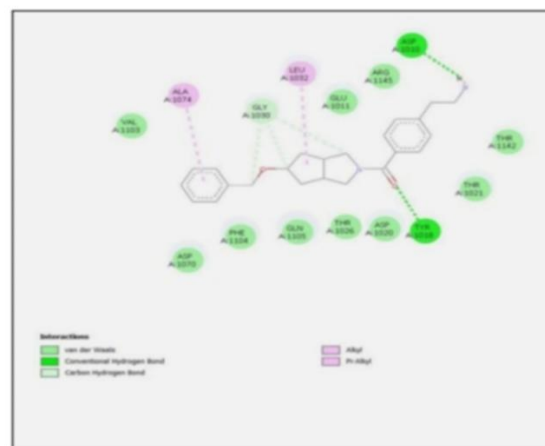 ASP
A:1010
LEU
A:1032
ARG
A:1145
ALA
A:1074
GLU
A:1011
GLY
A:1030
VAL
A:1103
THR
A:1142
THR
A:1021
PHE
A:1104
GLN
A:1105
THR
A:1026
ASP
A:1020
TYR
ASP
A:1070
Interactions
van der Waals
Conventional Hydrogen Bond
Carbon Hydrogen Bond
Alkyl
Pi-Alkyl